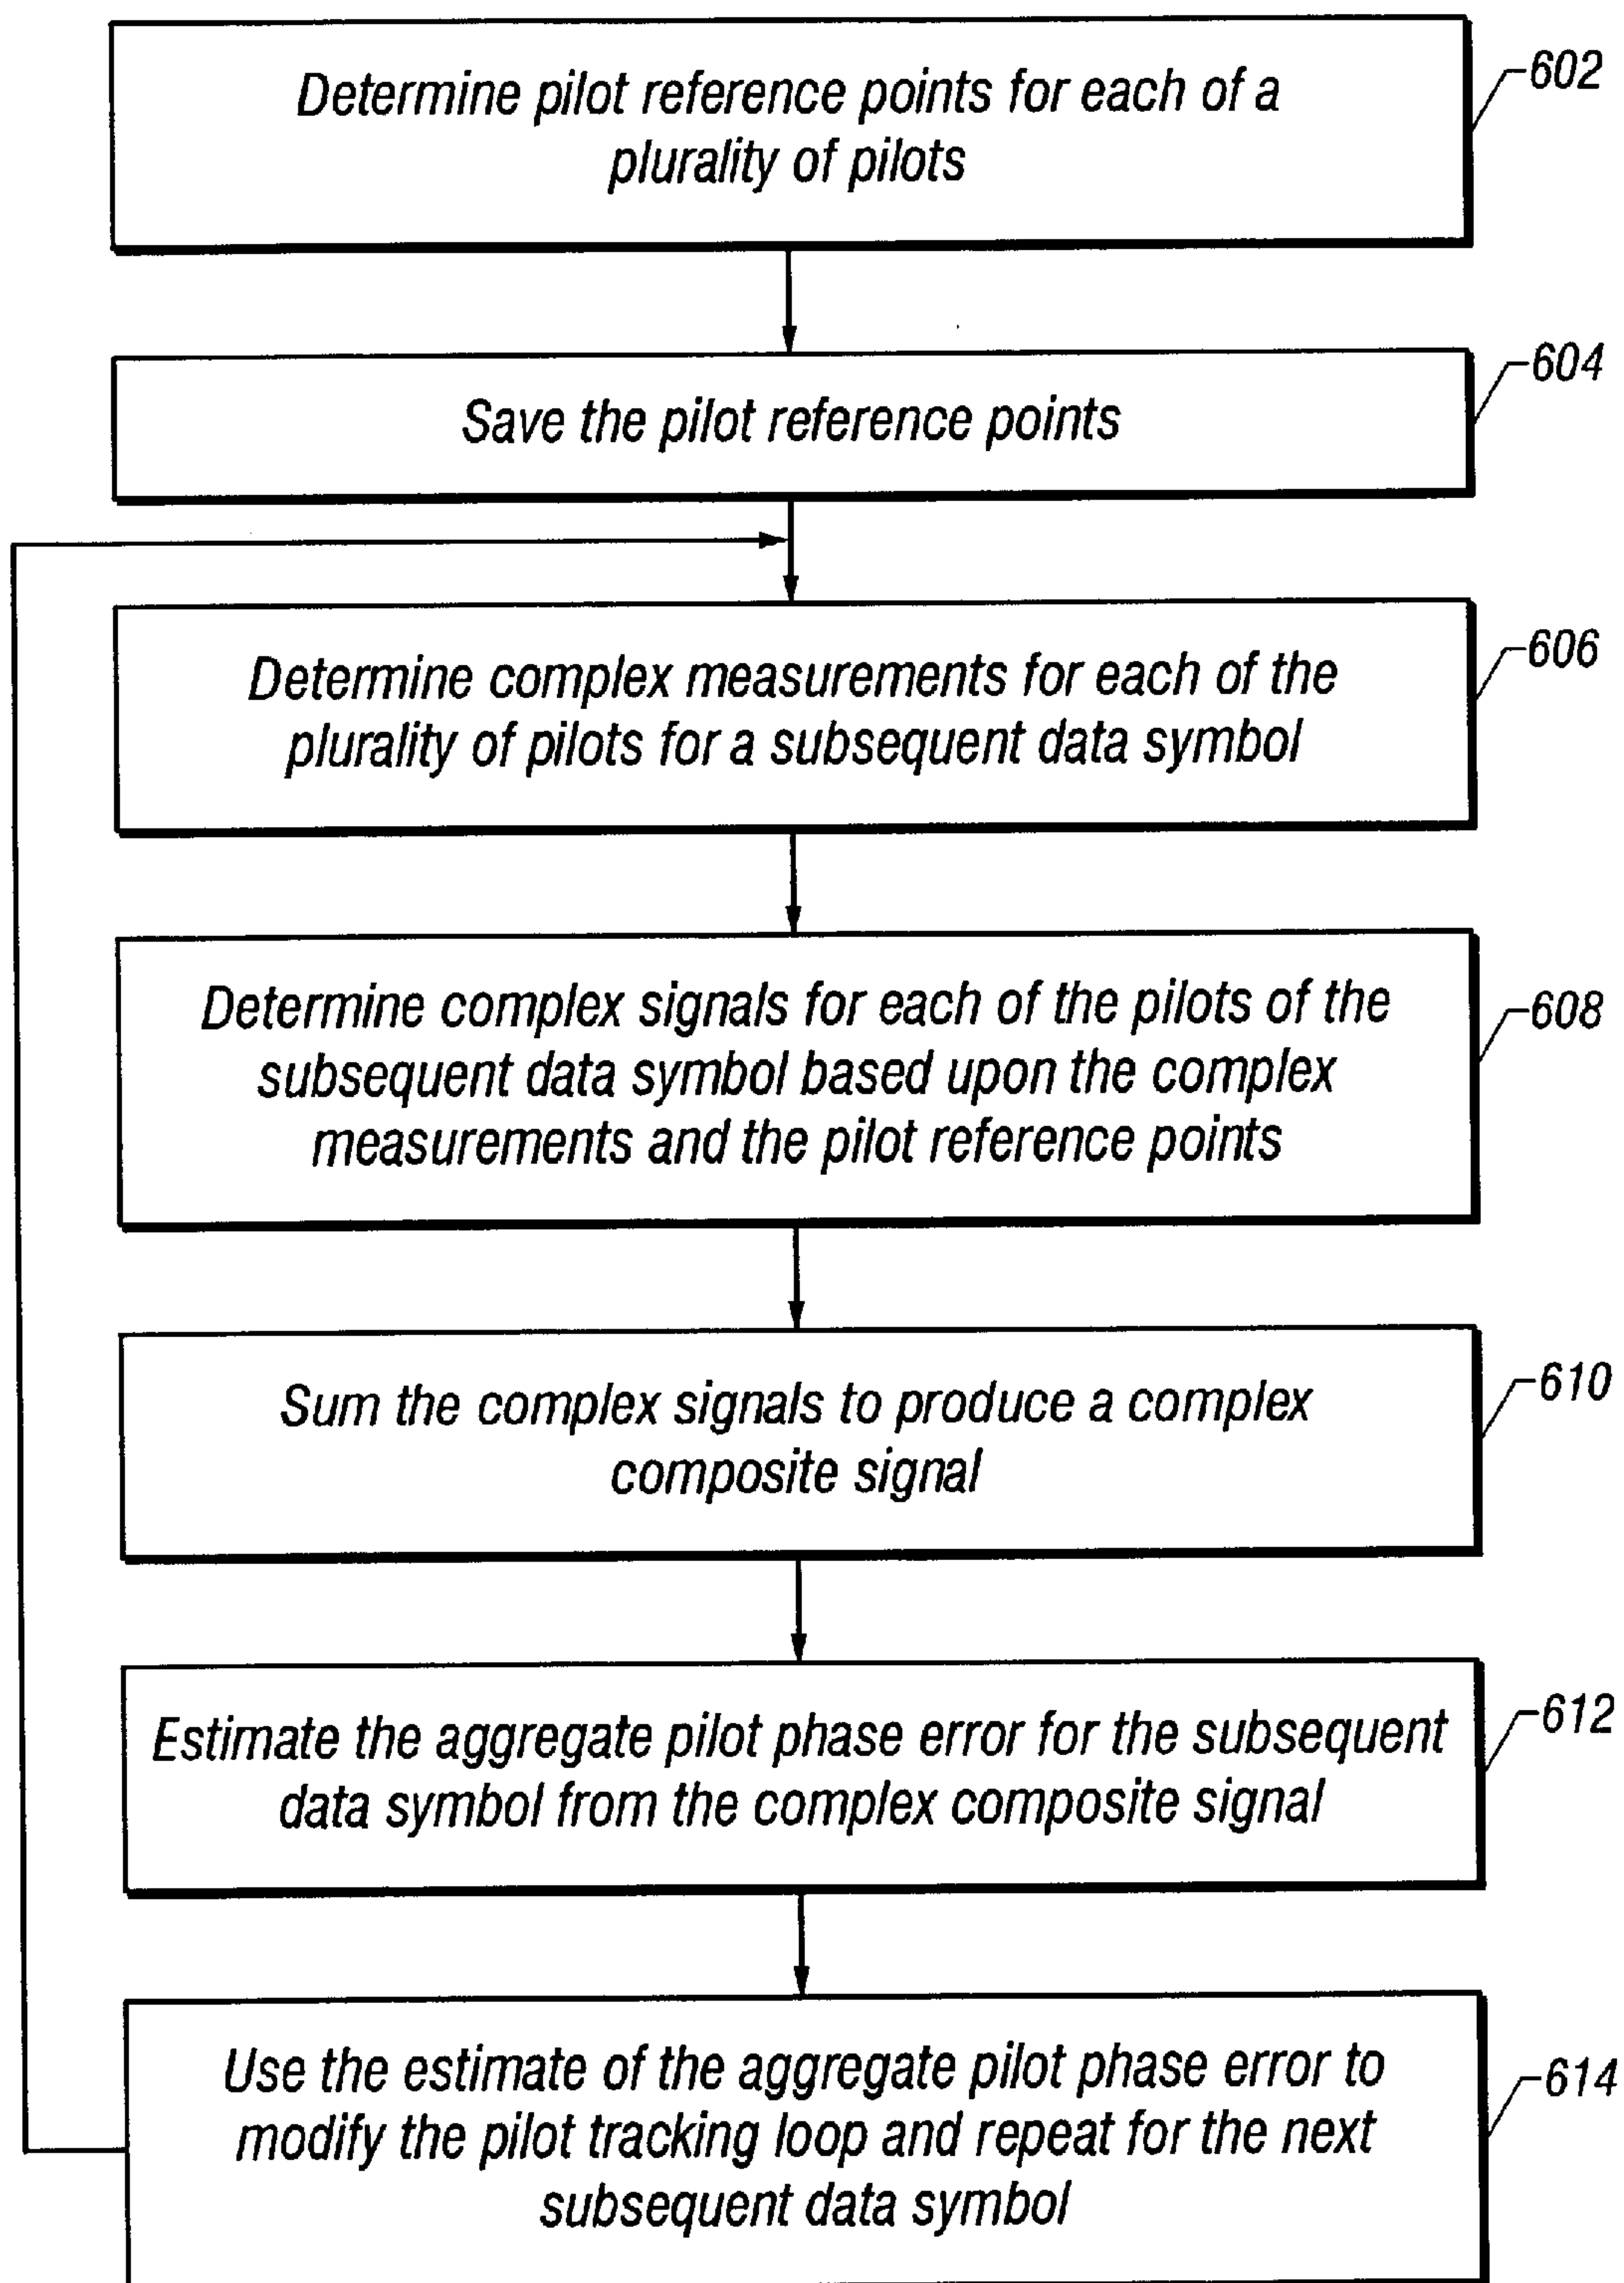 Determine pilot reference points for each of a
plurality of pilots
602
Save the pilot reference points
604
Determine complex measurements for each of the
plurality of pilots for a subsequent data symbol
606
Determine complex signals for each of the pilots of the
subsequent data symbol based upon the complex
measurements and the pilot reference points
608
Sum the complex signals to produce a complex
composite signal
610
Estimate the aggregate pilot phase error for the subsequent
data symbol from the complex composite signal
612
Use the estimate of the aggregate pilot phase error to
modify the pilot tracking loop and repeat for the next
subsequent data symbol
614